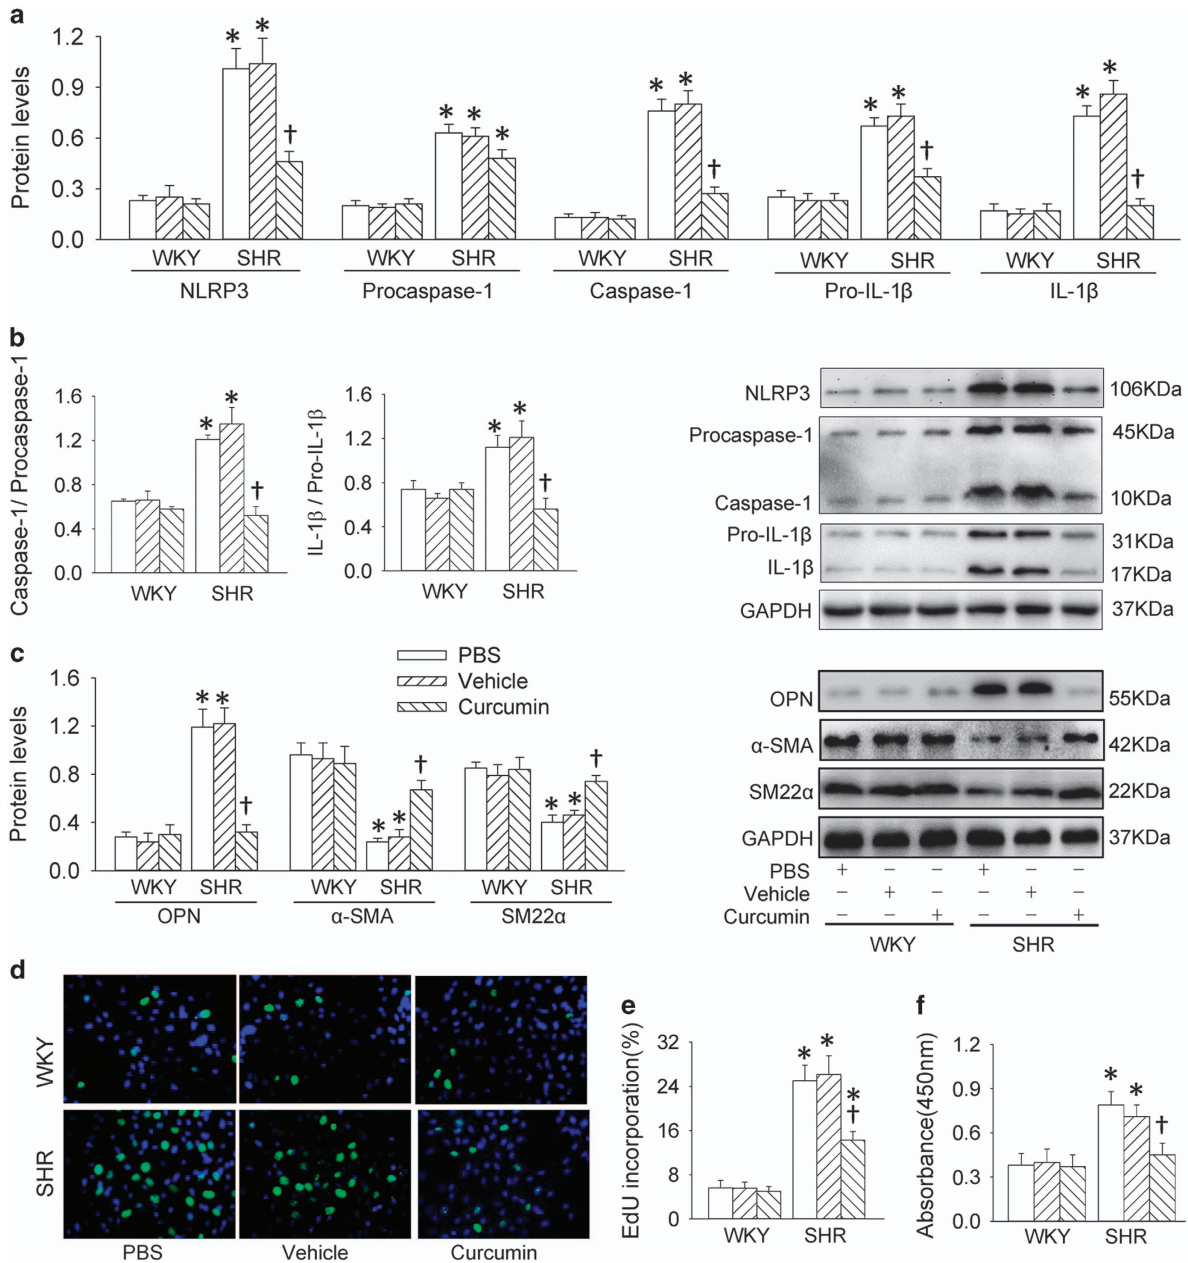 a
Protein levels
1.2
0.9
0.6
0.3
0.0
* * †
* * *
* * †
* * †
* * †
WKY SHR WKY SHR WKY SHR WKY SHR WKY SHR
NLRP3 Procaspase-1 Caspase-1 Pro-IL-1β IL-1β
b
Caspase-1/ Procaspase-1
1.6
1.2
0.8
0.4
0.0
* * †
WKY SHR
IL-1β / Pro-IL-1β
1.6
1.2
0.8
0.4
0.0
* * †
WKY SHR
NLRP3 106KDa
Procaspase-1 45KDa
Caspase-1 10KDa
Pro-IL-1β 31KDa
IL-1β 17KDa
GAPDH 37KDa
c
Protein levels
1.6
1.2
0.8
0.4
0.0
PBS
Vehicle
Curcumin
* * †
* * †
* * †
WKY SHR WKY SHR WKY SHR
OPN α-SMA SM22α
OPN 55KDa
α-SMA 42KDa
SM22α 22KDa
GAPDH 37KDa
PBS + − − + − −
Vehicle − + − − + −
Curcumin − − + − − +
WKY SHR
d
WKY
SHR
PBS Vehicle Curcumin
e
EdU incorporation(%)
32
24
16
8
0
* * * †
WKY SHR
f
Absorbance(450nm)
1.2
0.9
0.6
0.3
0.0
* * †
WKY SHR